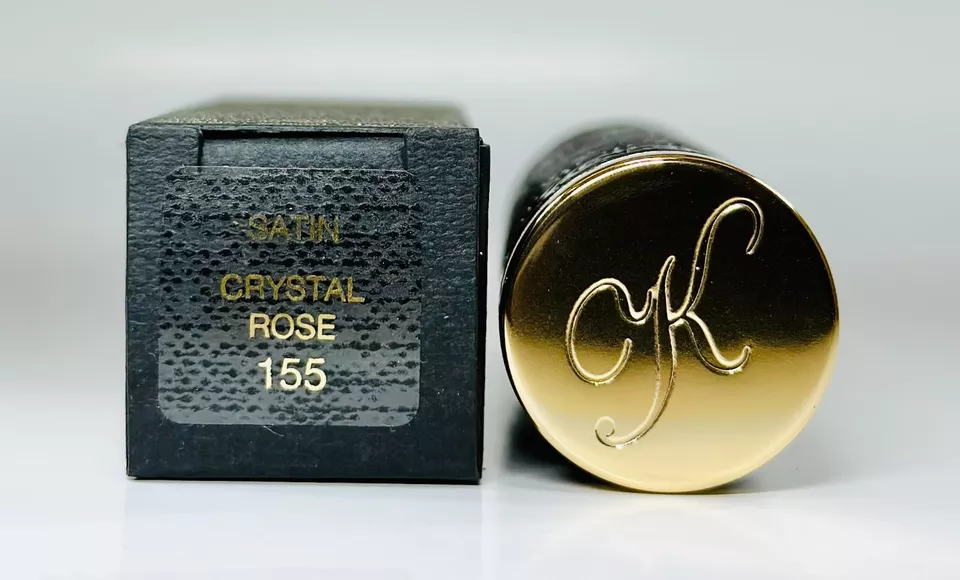 SATIN
CRYSTAL
ROSE
155
K